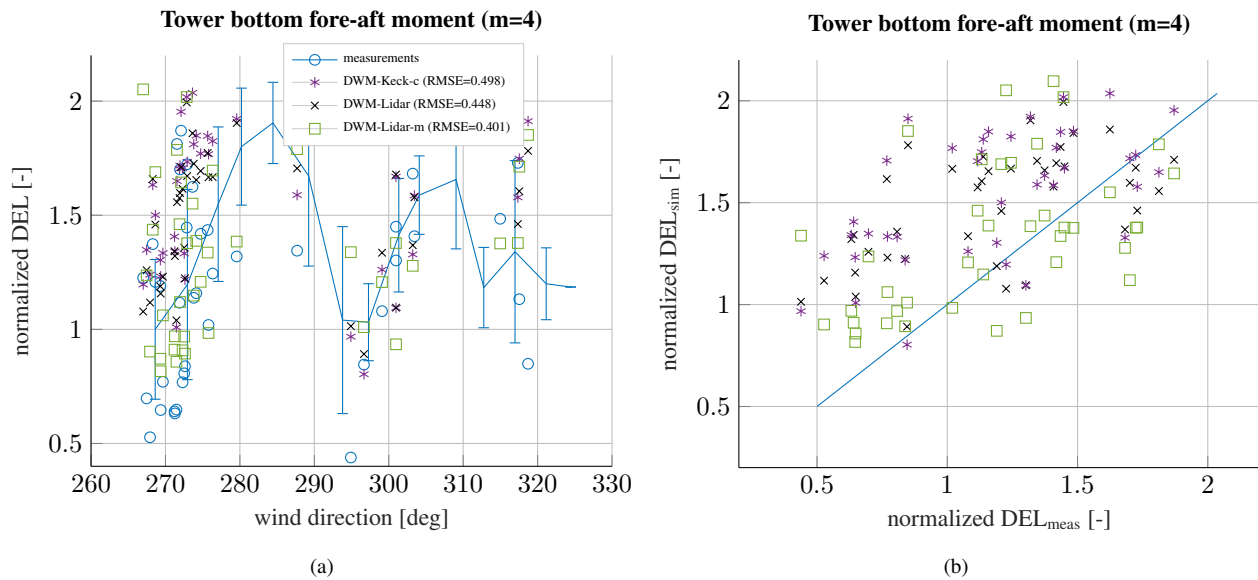 Tower bottom fore-aft moment (m=4)
measurements
DWM-Keck-c (RMSE=0.498)
DWM-Lidar (RMSE=0.448)
DWM-Lidar-m (RMSE=0.401)
2
1.5
1
0.5
normalized DEL [-]
260 270 280 290 300 310 320 330
wind direction [deg]
(a)
Tower bottom fore-aft moment (m=4)
2
1.5
1
0.5
normalized DELsim [-]
0.5 1 1.5 2
normalized DELmeas [-]
(b)